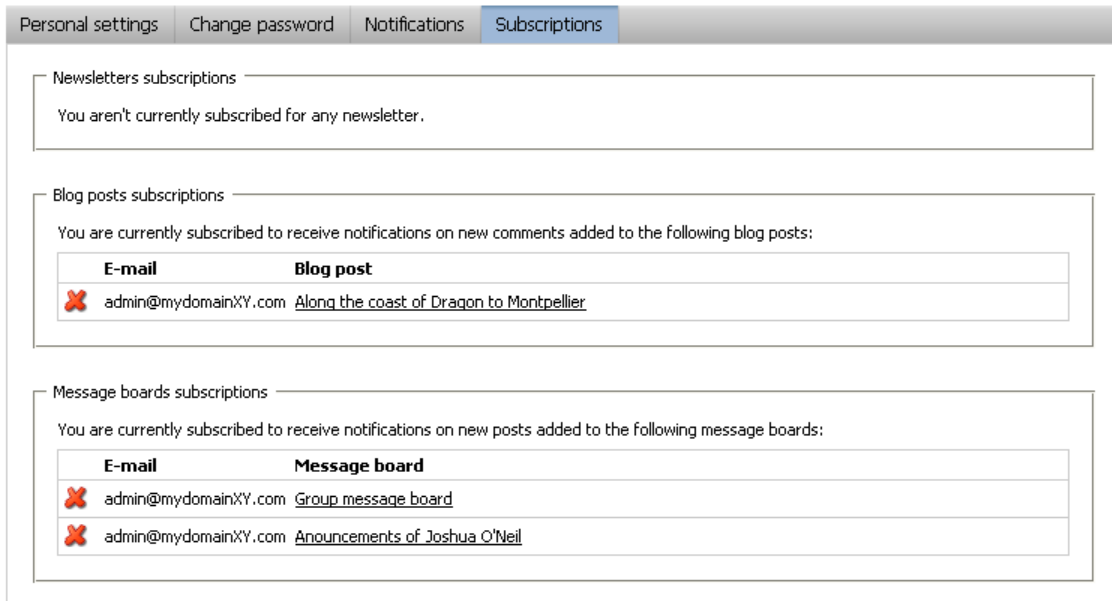 Personal settings Change password Notifications Subscriptions
Newsletters subscriptions
You aren't currently subscribed for any newsletter.
Blog posts subscriptions
You are currently subscribed to receive notifications on new comments added to the following blog posts:
E-mail Blog post
admin@mydomainXY.com Along the coast of Dragon to Montpellier
Message boards subscriptions
You are currently subscribed to receive notifications on new posts added to the following message boards:
E-mail Message board
admin@mydomainXY.com Group message board
admin@mydomainXY.com Anouncements of Joshua O'Neil